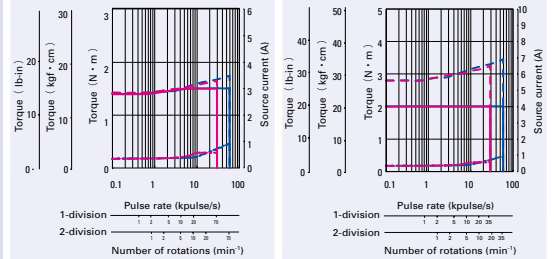 Torque (lb-in)
20
10
0
Torque (kgf・cm)
30
20
10
0
Torque (N・m)
3
2
1
0
6
5
4
3
2
1
0
Source current (A)
0.1 1 10 100
Pulse rate (kpulse/s)
1-division 1 2 5 10 20 70
2-division 1 2 5 10 20 70
Number of rotations (min⁻¹)
Torque (lb-in)
40
30
20
10
0
Torque (kgf・cm)
50
40
30
20
10
0
Torque (N・m)
5
4
3
2
1
0
10
9
8
7
6
5
4
3
2
1
0
Source current (A)
0.1 1 10 100
Pulse rate (kpulse/s)
1-division 1 2 5 10 20 35
2-division 1 2 5 10 20 35
Number of rotations (min⁻¹)